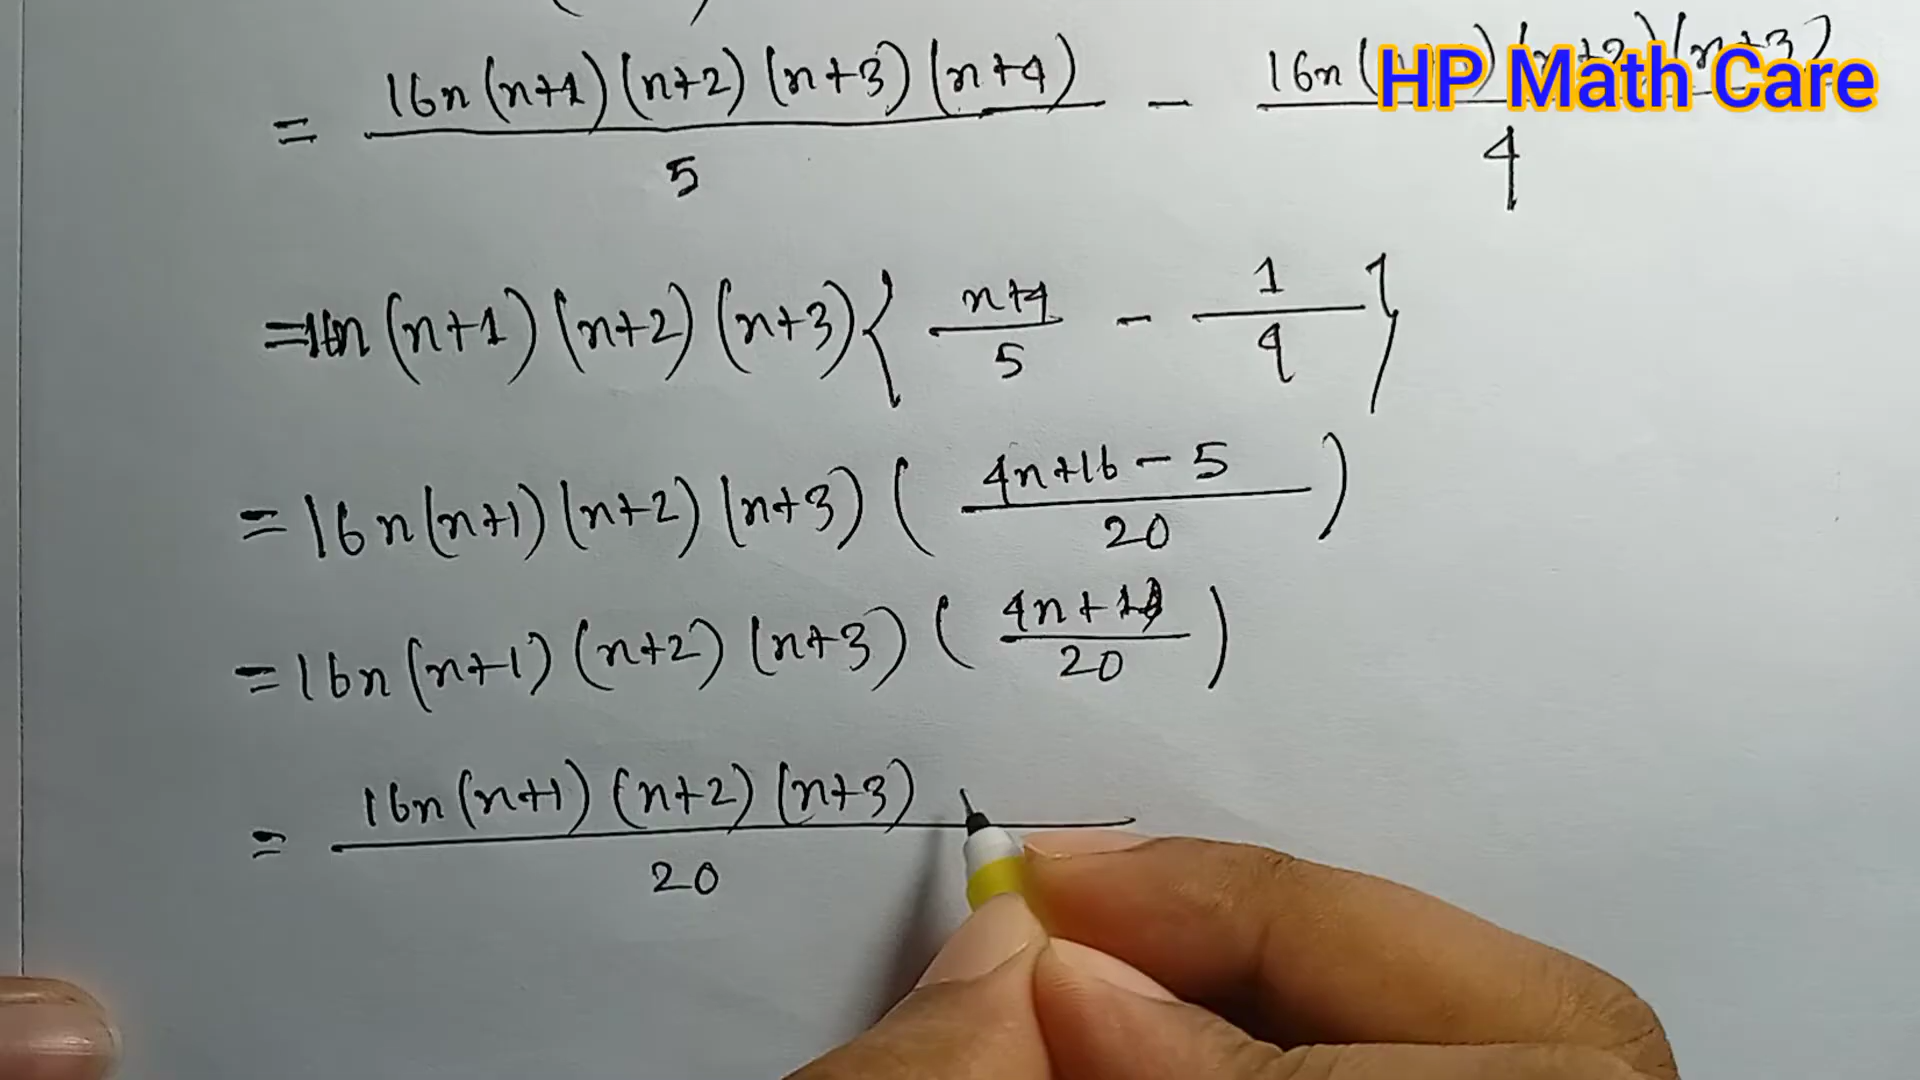 HP Math Care
= 16n(n+1)(n+2)(n+3)(n+4)/5 - 16n( )(n+2)(n+3)/4
=16n(n+1)(n+2)(n+3){ n+4/5 - 1/4 }
= 16n(n+1)(n+2)(n+3)( 4n+16-5/20 )
= 16n(n+1)(n+2)(n+3)( 4n+11/20 )
= 16n(n+1)(n+2)(n+3)/20